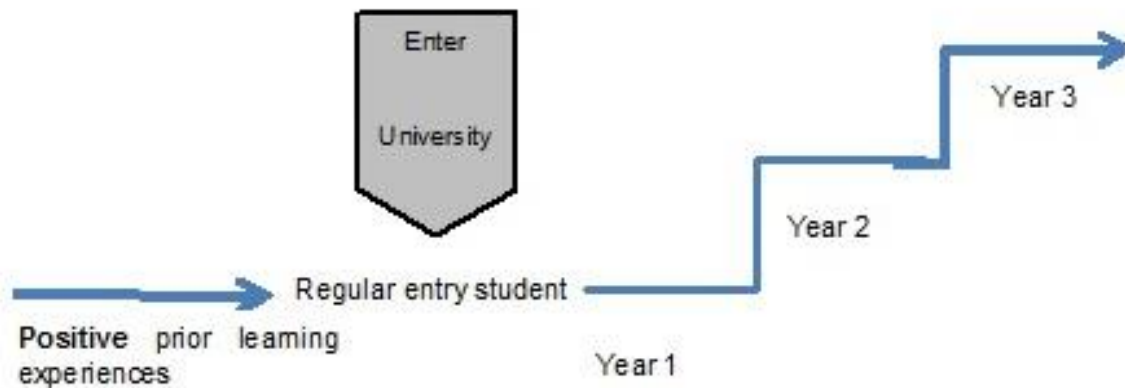 Enter
University
Year 3
Year 2
Regular entry student
Positive prior learning
experiences
Year 1